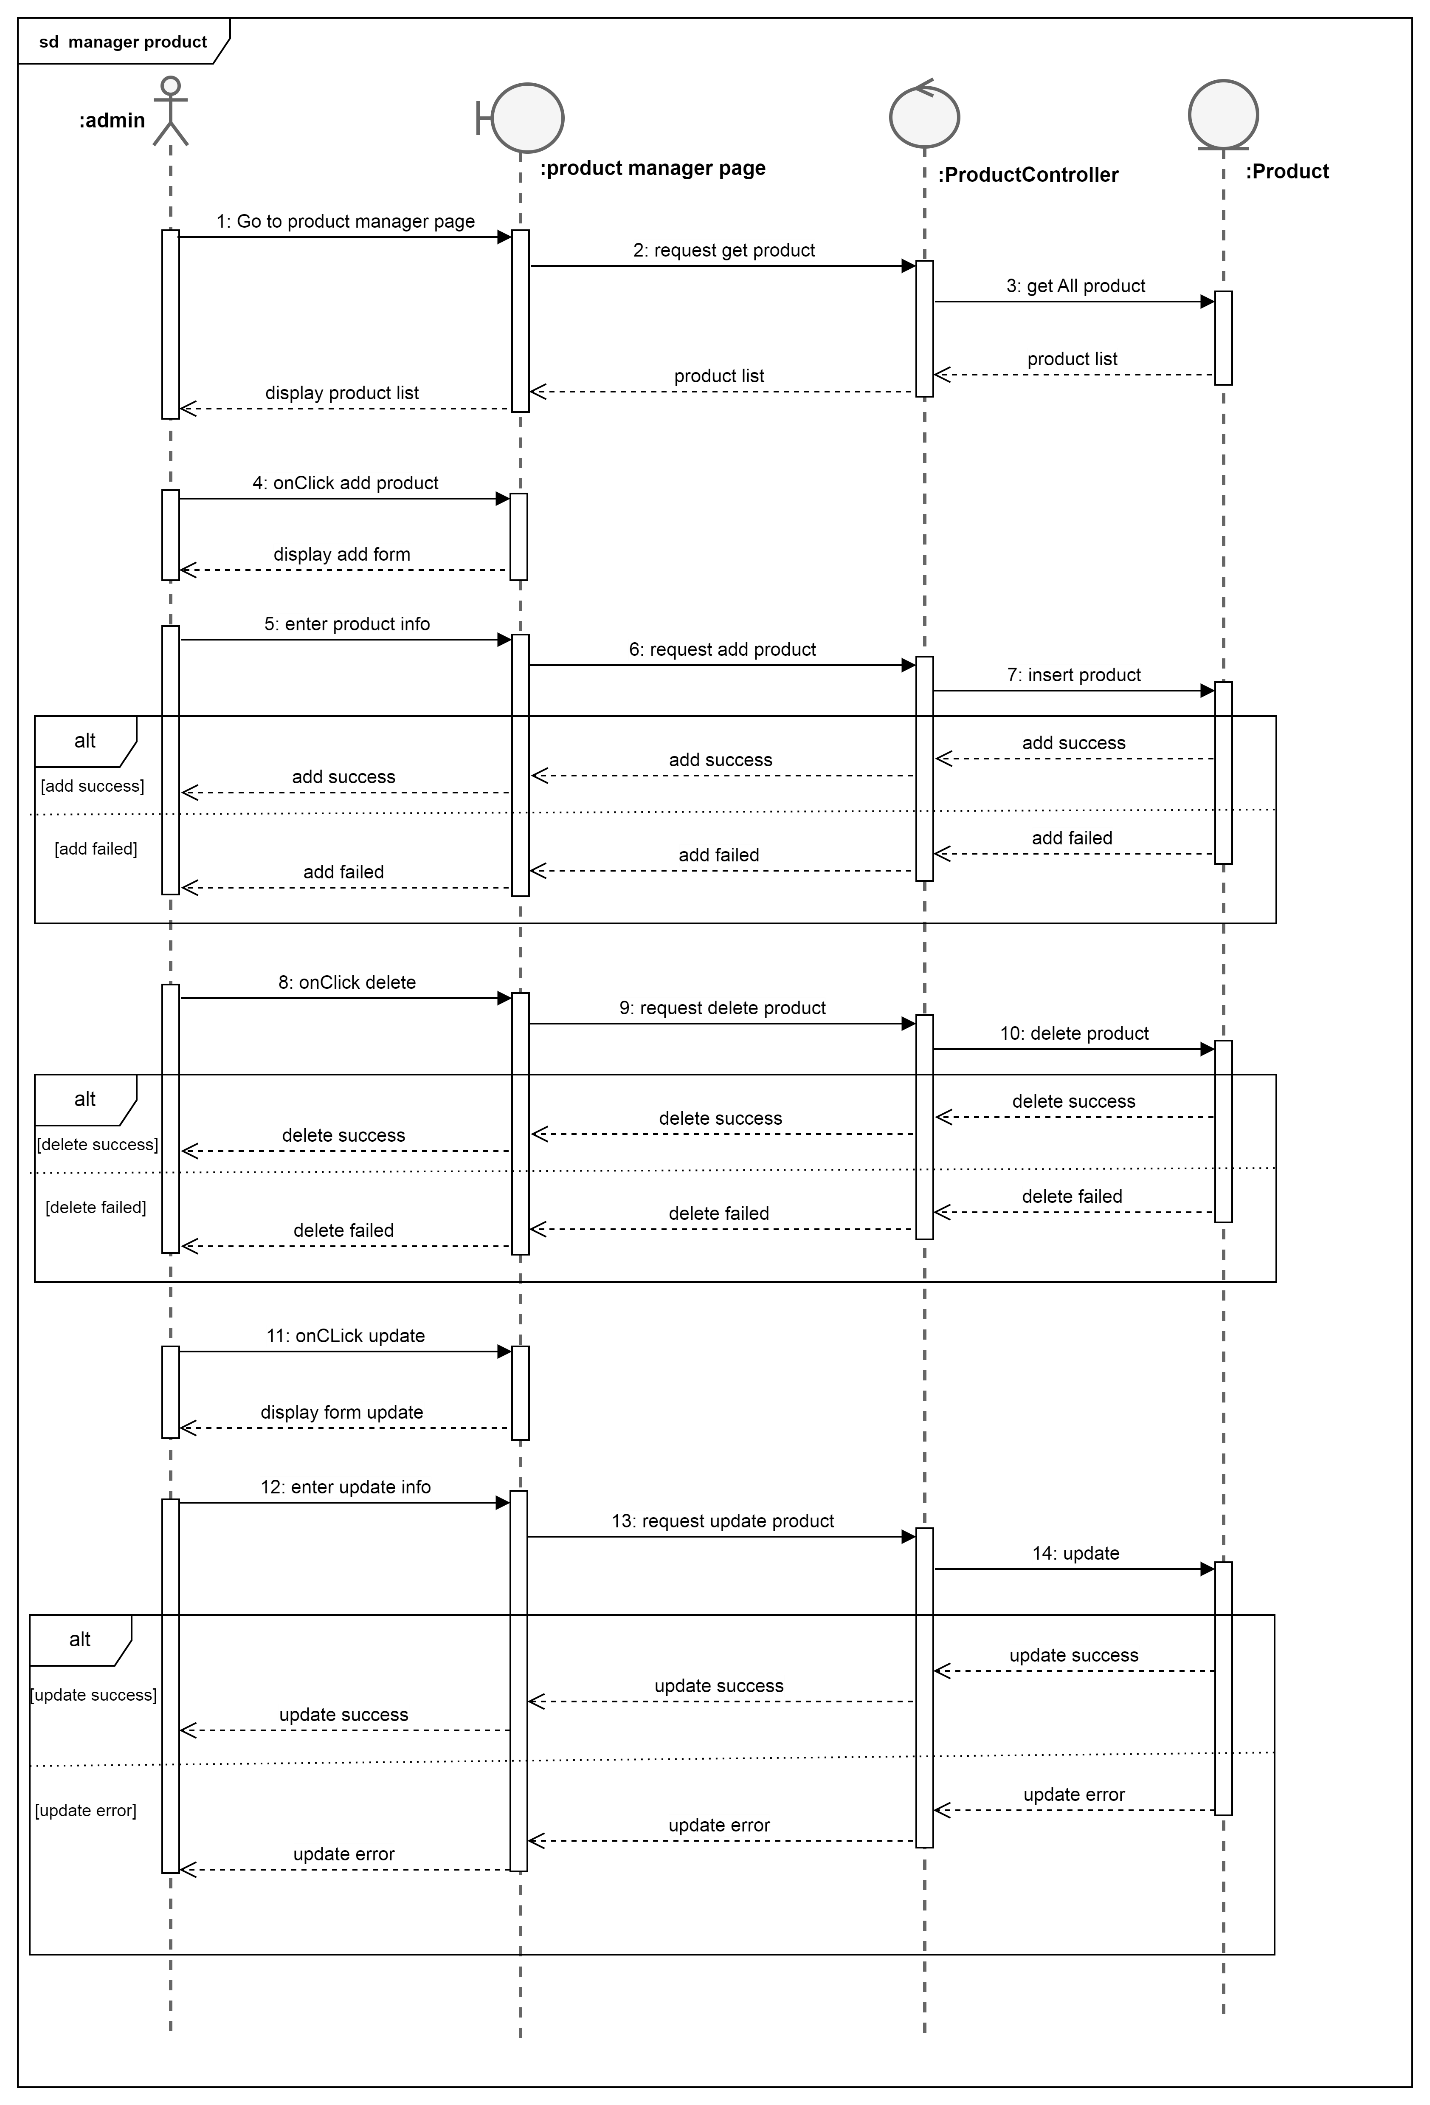 sd  manager product
:admin
:product manager page
:ProductController
:Product
1: Go to product manager page
2: request get product
3: get All product
product list
product list
display product list
4: onClick add product
display add form
5: enter product info
6: request add product
7: insert product
alt
add success
add success
add success
[add success]
add failed
[add failed]
add failed
add failed
8: onClick delete
9: request delete product
10: delete product
alt
delete success
delete success
delete success
[delete success]
delete failed
[delete failed]
delete failed
delete failed
11: onCLick update
display form update
12: enter update info
13: request update product
14: update
alt
update success
update success
[update success]
update success
update error
[update error]
update error
update error